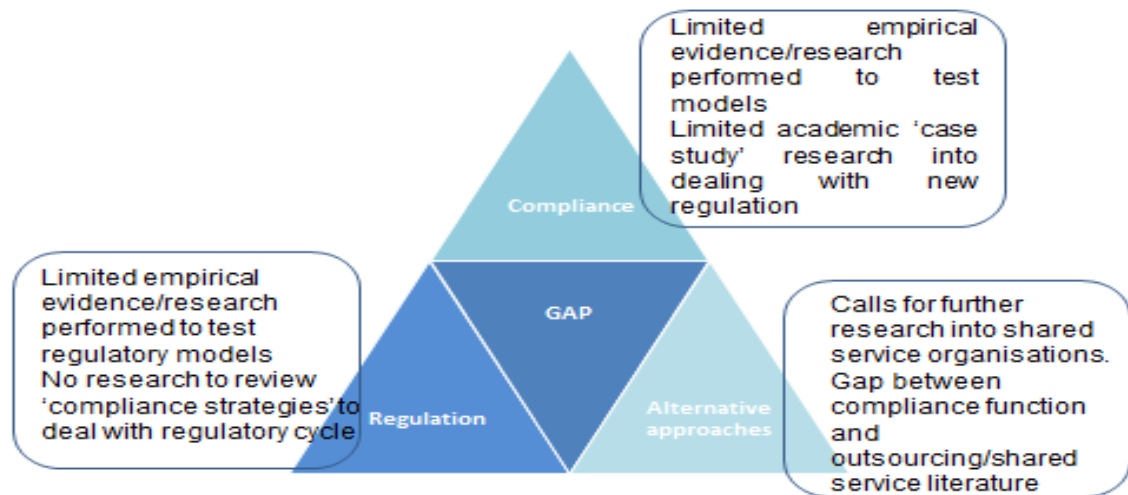 Limited empirical
evidence/research
performed to test
models
Limited academic ‘case
study’ research into
dealing with new
regulation
Compliance
Limited empirical
evidence/research
performed to test
regulatory models
No research to review
‘compliance strategies’ to
deal with regulatory cycle
GAP
Regulation
Alternative
approaches
Calls for further
research into shared
service organisations.
Gap between
compliance function
and
outsourcing/shared
service literature